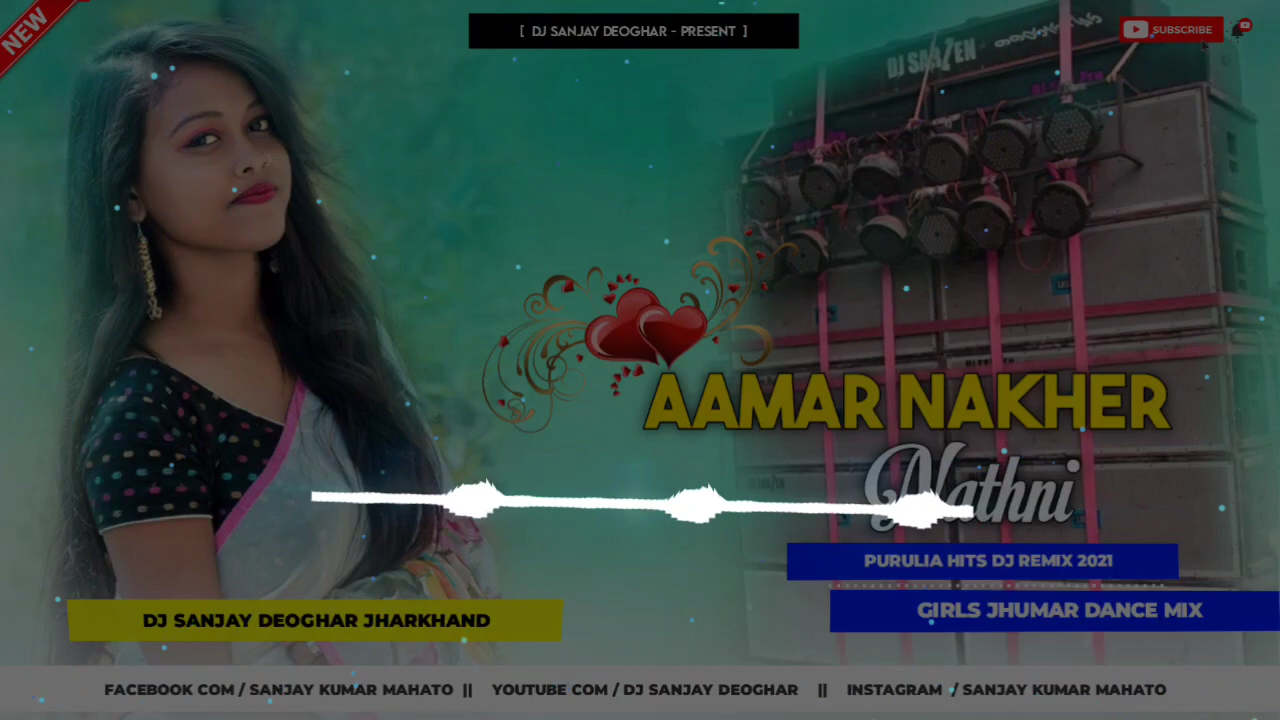 NEW
[ DJ SANJAY DEOGHAR - PRESENT ]
SUBSCRIBE
AAMAR NAKHER
Nathni
PURULIA HITS DJ REMIX 2021
GIRLS JHUMAR DANCE MIX
DJ SANJAY DEOGHAR JHARKHAND
FACEBOOK COM / SANJAY KUMAR MAHATO || YOUTUBE COM / DJ SANJAY DEOGHAR || INSTAGRAM / SANJAY KUMAR MAHATO